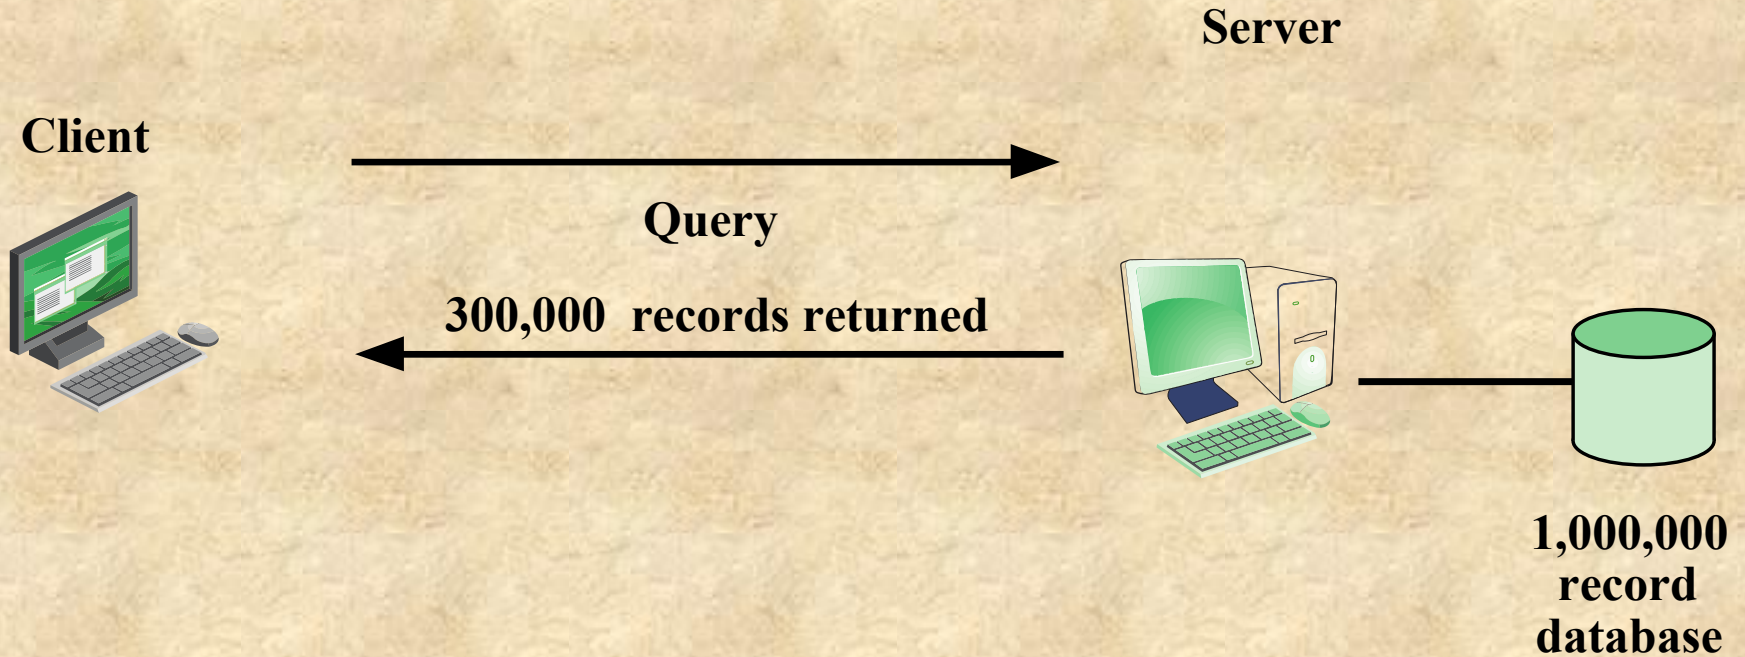 Server
Client
Query
300,000 records returned
1,000,000
record
database